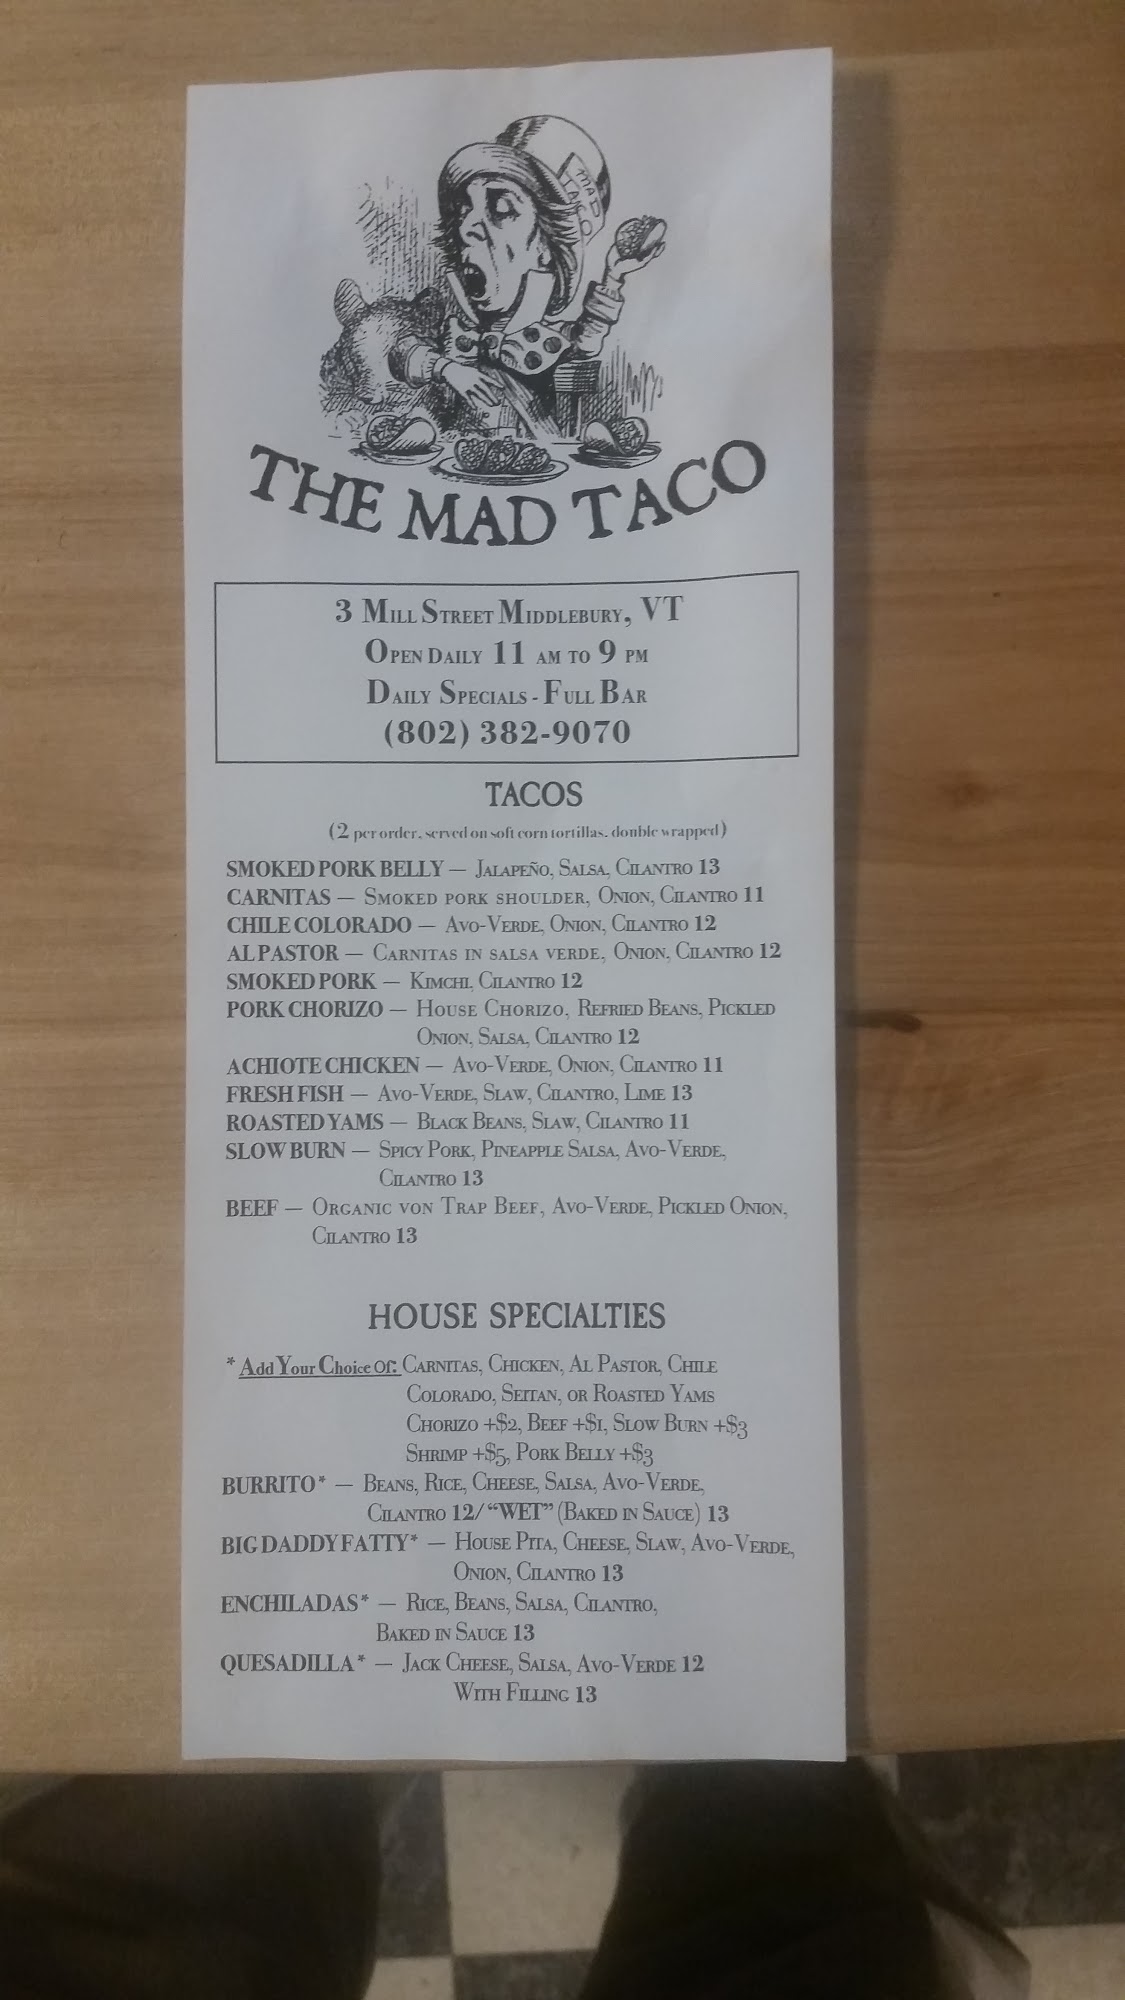 MAD TACO
THE MAD TACO
3 Mill Street Middlebury, VT
Open Daily 11 am to 9 pm
Daily Specials - Full Bar
(802) 382-9070
TACOS
(2 per order, served on soft corn tortillas, double wrapped)
SMOKED PORK BELLY — Jalapeño, Salsa, Cilantro 13
CARNITAS — Smoked pork shoulder, Onion, Cilantro 11
CHILE COLORADO — Avo-Verde, Onion, Cilantro 12
AL PASTOR — Carnitas in salsa verde, Onion, Cilantro 12
SMOKED PORK — Kimchi, Cilantro 12
PORK CHORIZO — House Chorizo, Refried Beans, Pickled
Onion, Salsa, Cilantro 12
ACHIOTE CHICKEN — Avo-Verde, Onion, Cilantro 11
FRESH FISH — Avo-Verde, Slaw, Cilantro, Lime 13
ROASTED YAMS — Black Beans, Slaw, Cilantro 11
SLOW BURN — Spicy Pork, Pineapple Salsa, Avo-Verde,
Cilantro 13
BEEF — Organic von Trap Beef, Avo-Verde, Pickled Onion,
Cilantro 13
HOUSE SPECIALTIES
* Add Your Choice Of: Carnitas, Chicken, Al Pastor, Chile
Colorado, Seitan, or Roasted Yams
Chorizo +$2, Beef +$1, Slow Burn +$3
Shrimp +$5, Pork Belly +$3
BURRITO* — Beans, Rice, Cheese, Salsa, Avo-Verde,
Cilantro 12/ “WET” (Baked in Sauce) 13
BIG DADDY FATTY* — House Pita, Cheese, Slaw, Avo-Verde,
Onion, Cilantro 13
ENCHILADAS* — Rice, Beans, Salsa, Cilantro,
Baked in Sauce 13
QUESADILLA* — Jack Cheese, Salsa, Avo-Verde 12
With Filling 13